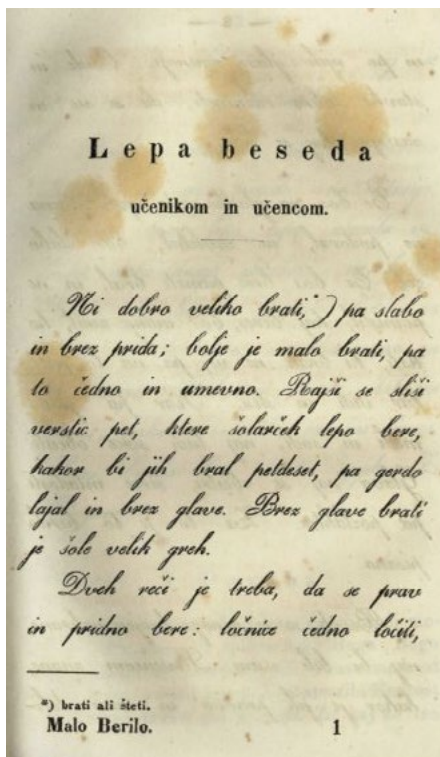 Lepa beseda
učenikom in učencom.
Ni dobro veliko brati,*) pa slabo
in brez prida; bolje je malo brati, pa
to čedno in umevno. Rajši se sliši
verstic pet, ktere šolarček lepo bere,
kakor bi jih bral petdeset, pa gerdo
lajal in brez glave. Brez glave brati
je šole velik greh.
Dveh reči je treba, da se prav
in pridno bere: ločnice čedno ločiti,
*) brati ali šteti.
Malo Berilo. 1